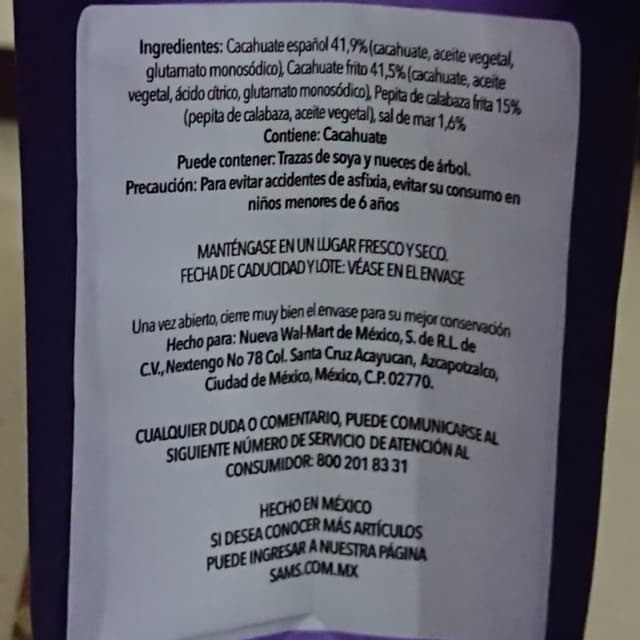 Ingredientes: Cacahuate español 41,9% (cacahuate, aceite vegetal,
glutamato monosódico), Cacahuate frito 41,5% (cacahuate, aceite
vegetal, ácido cítrico, glutamato monosódico), Pepita de calabaza frita 15%
(pepita de calabaza, aceite vegetal), sal de mar 1,6%
Contiene: Cacahuate
Puede contener: Trazas de soya y nueces de árbol.
Precaución: Para evitar accidentes de asfixia, evitar su consumo en
niños menores de 6 años
MANTÉNGASE EN UN LUGAR FRESCO Y SECO.
FECHA DE CADUCIDAD Y LOTE: VÉASE EN EL ENVASE
Una vez abierto, cierre muy bien el envase para su mejor conservación
Hecho para: Nueva Wal-Mart de México, S. de R.L. de
C.V., Nextengo No 78 Col. Santa Cruz Acayucan, Azcapotzalco,
Ciudad de México, México, C.P. 02770.
CUALQUIER DUDA O COMENTARIO, PUEDE COMUNICARSE AL
SIGUIENTE NÚMERO DE SERVICIO DE ATENCIÓN AL
CONSUMIDOR: 800 201 83 31
HECHO EN MÉXICO
SI DESEA CONOCER MÁS ARTÍCULOS
PUEDE INGRESAR A NUESTRA PÁGINA
SAMS.COM.MX